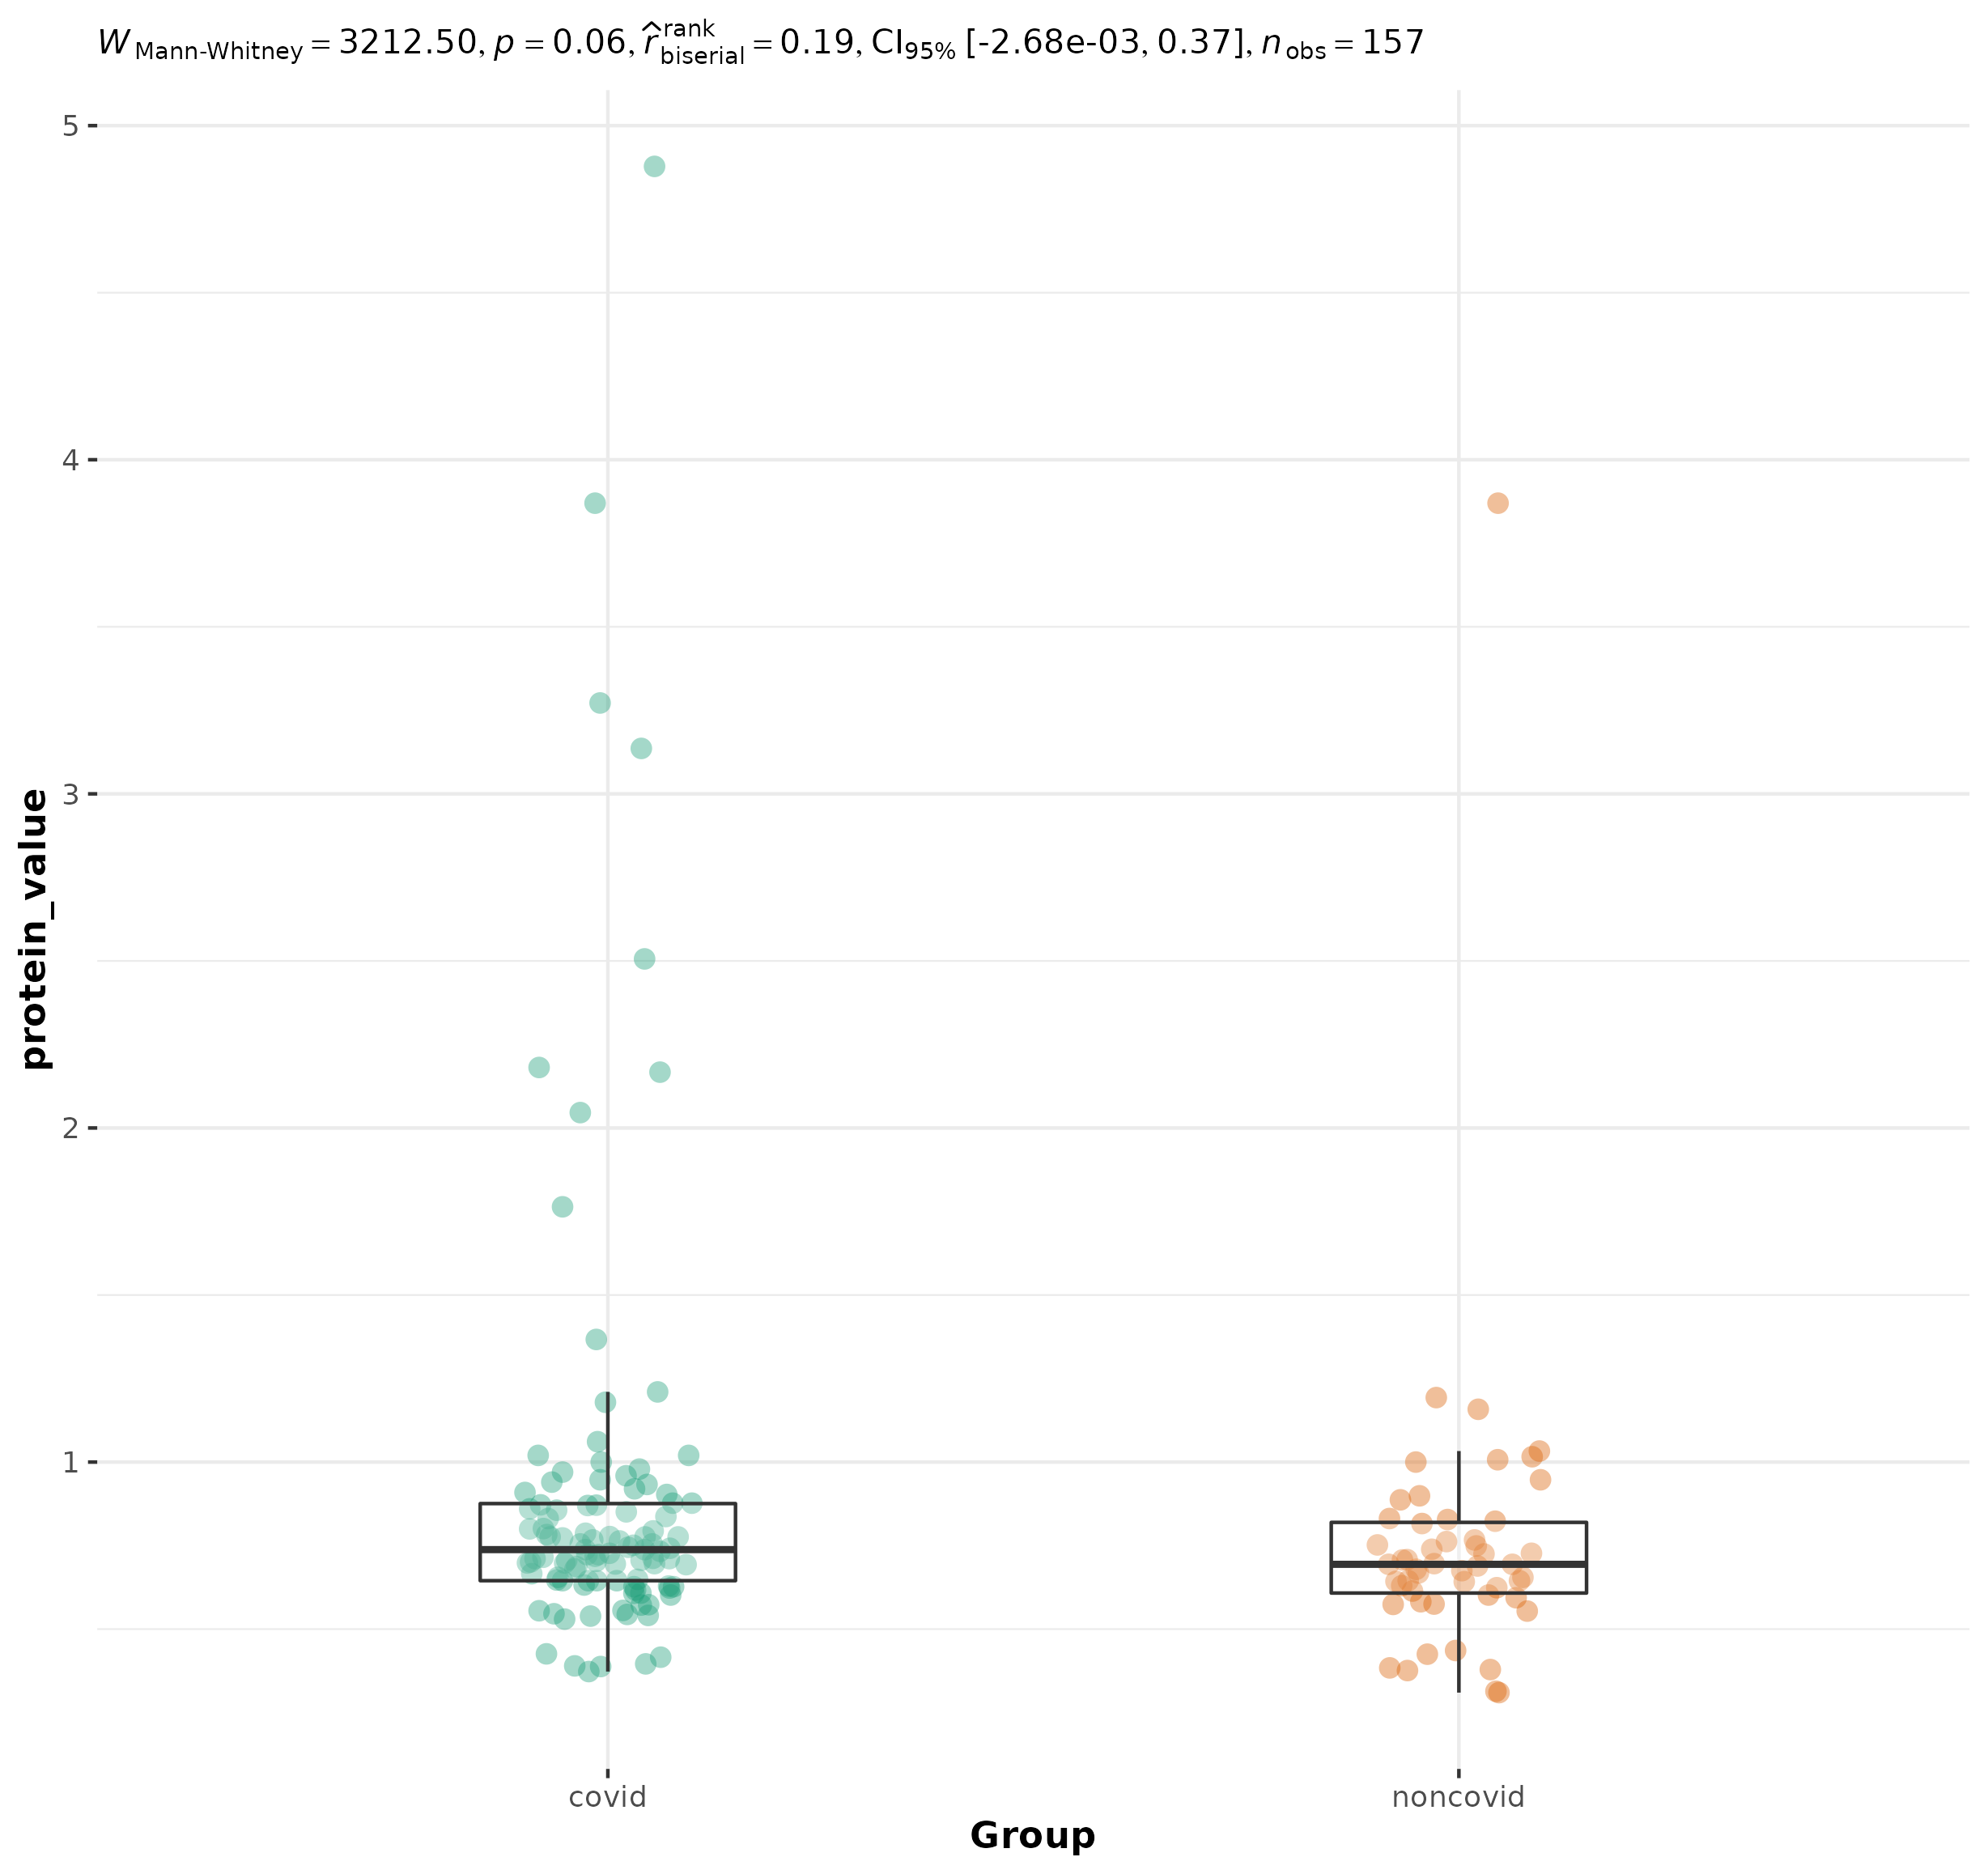 W Mann-Whitney = 3212.50, p = 0.06, r̂ rank biserial = 0.19, CI95% [-2.68e-03, 0.37], n obs = 157
5
4
3
2
1
protein_value
covid noncovid
Group